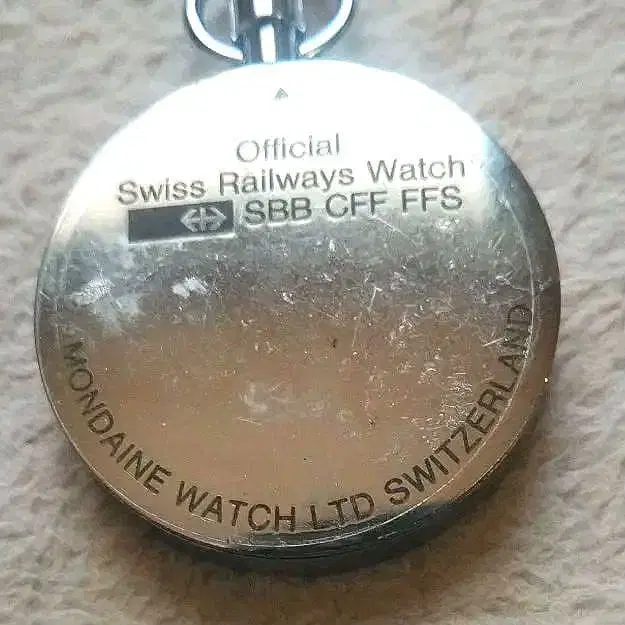 Official
Swiss Railways Watch
SBB CFF FFS
MONDAINE WATCH LTD SWITZERLAND